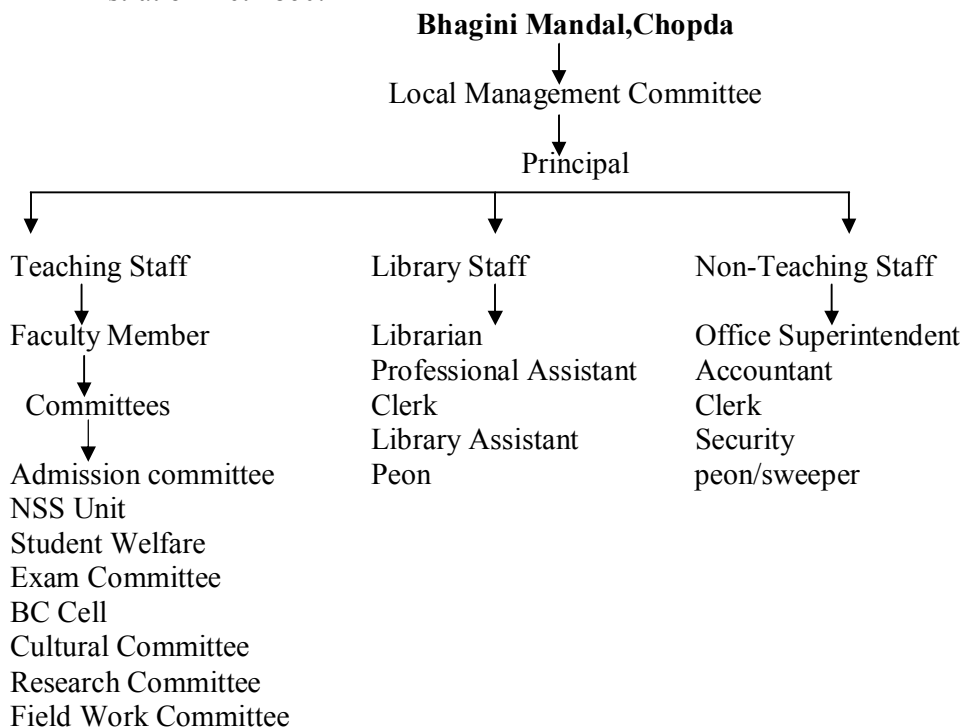 Bhagini Mandal,Chopda
Local Management Committee
Principal
Teaching Staff
Library Staff
Non-Teaching Staff
Faculty Member
Librarian
Office Superintendent
Professional Assistant
Accountant
Committees
Clerk
Clerk
Library Assistant
Security
Admission committee
Peon
peon/sweeper
NSS Unit
Student Welfare
Exam Committee
BC Cell
Cultural Committee
Research Committee
Field Work Committee